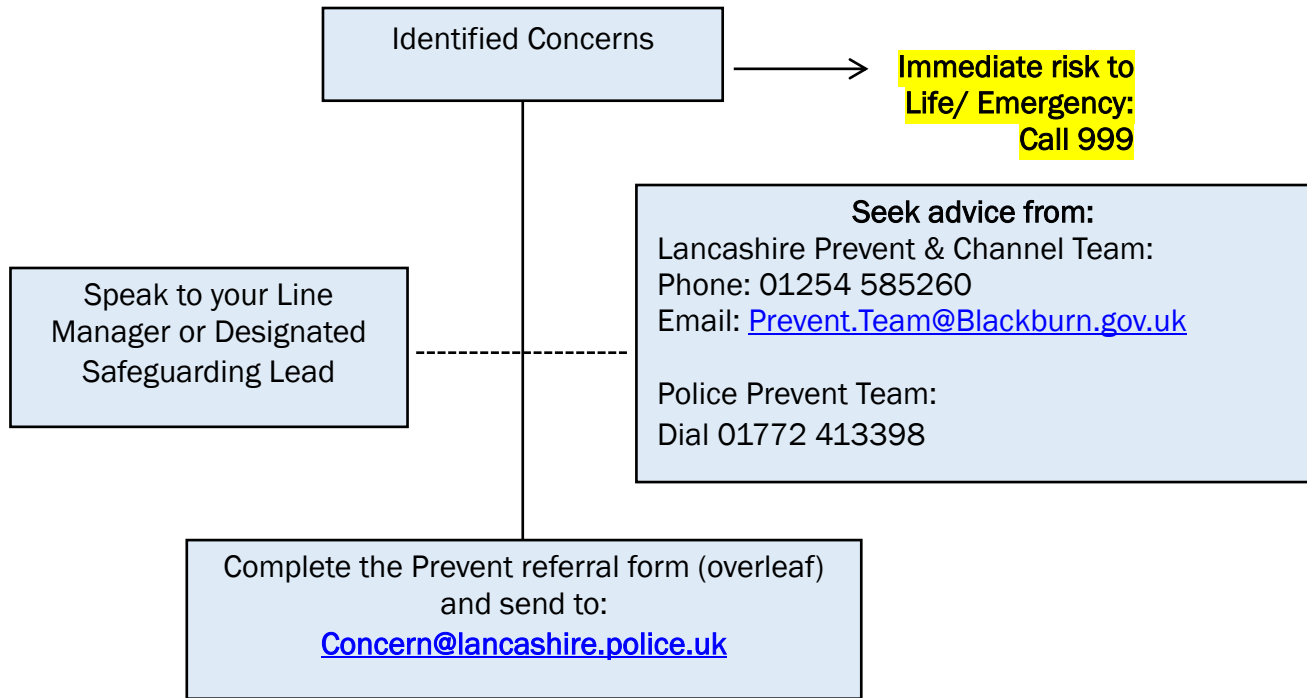 Identified Concerns
Immediate risk to
Life/ Emergency:
Call 999
Speak to your Line
Manager or Designated
Safeguarding Lead
Seek advice from:
Lancashire Prevent & Channel Team:
Phone: 01254 585260
Email: Prevent.Team@Blackburn.gov.uk
Police Prevent Team:
Dial 01772 413398
Complete the Prevent referral form (overleaf)
and send to:
Concern@lancashire.police.uk